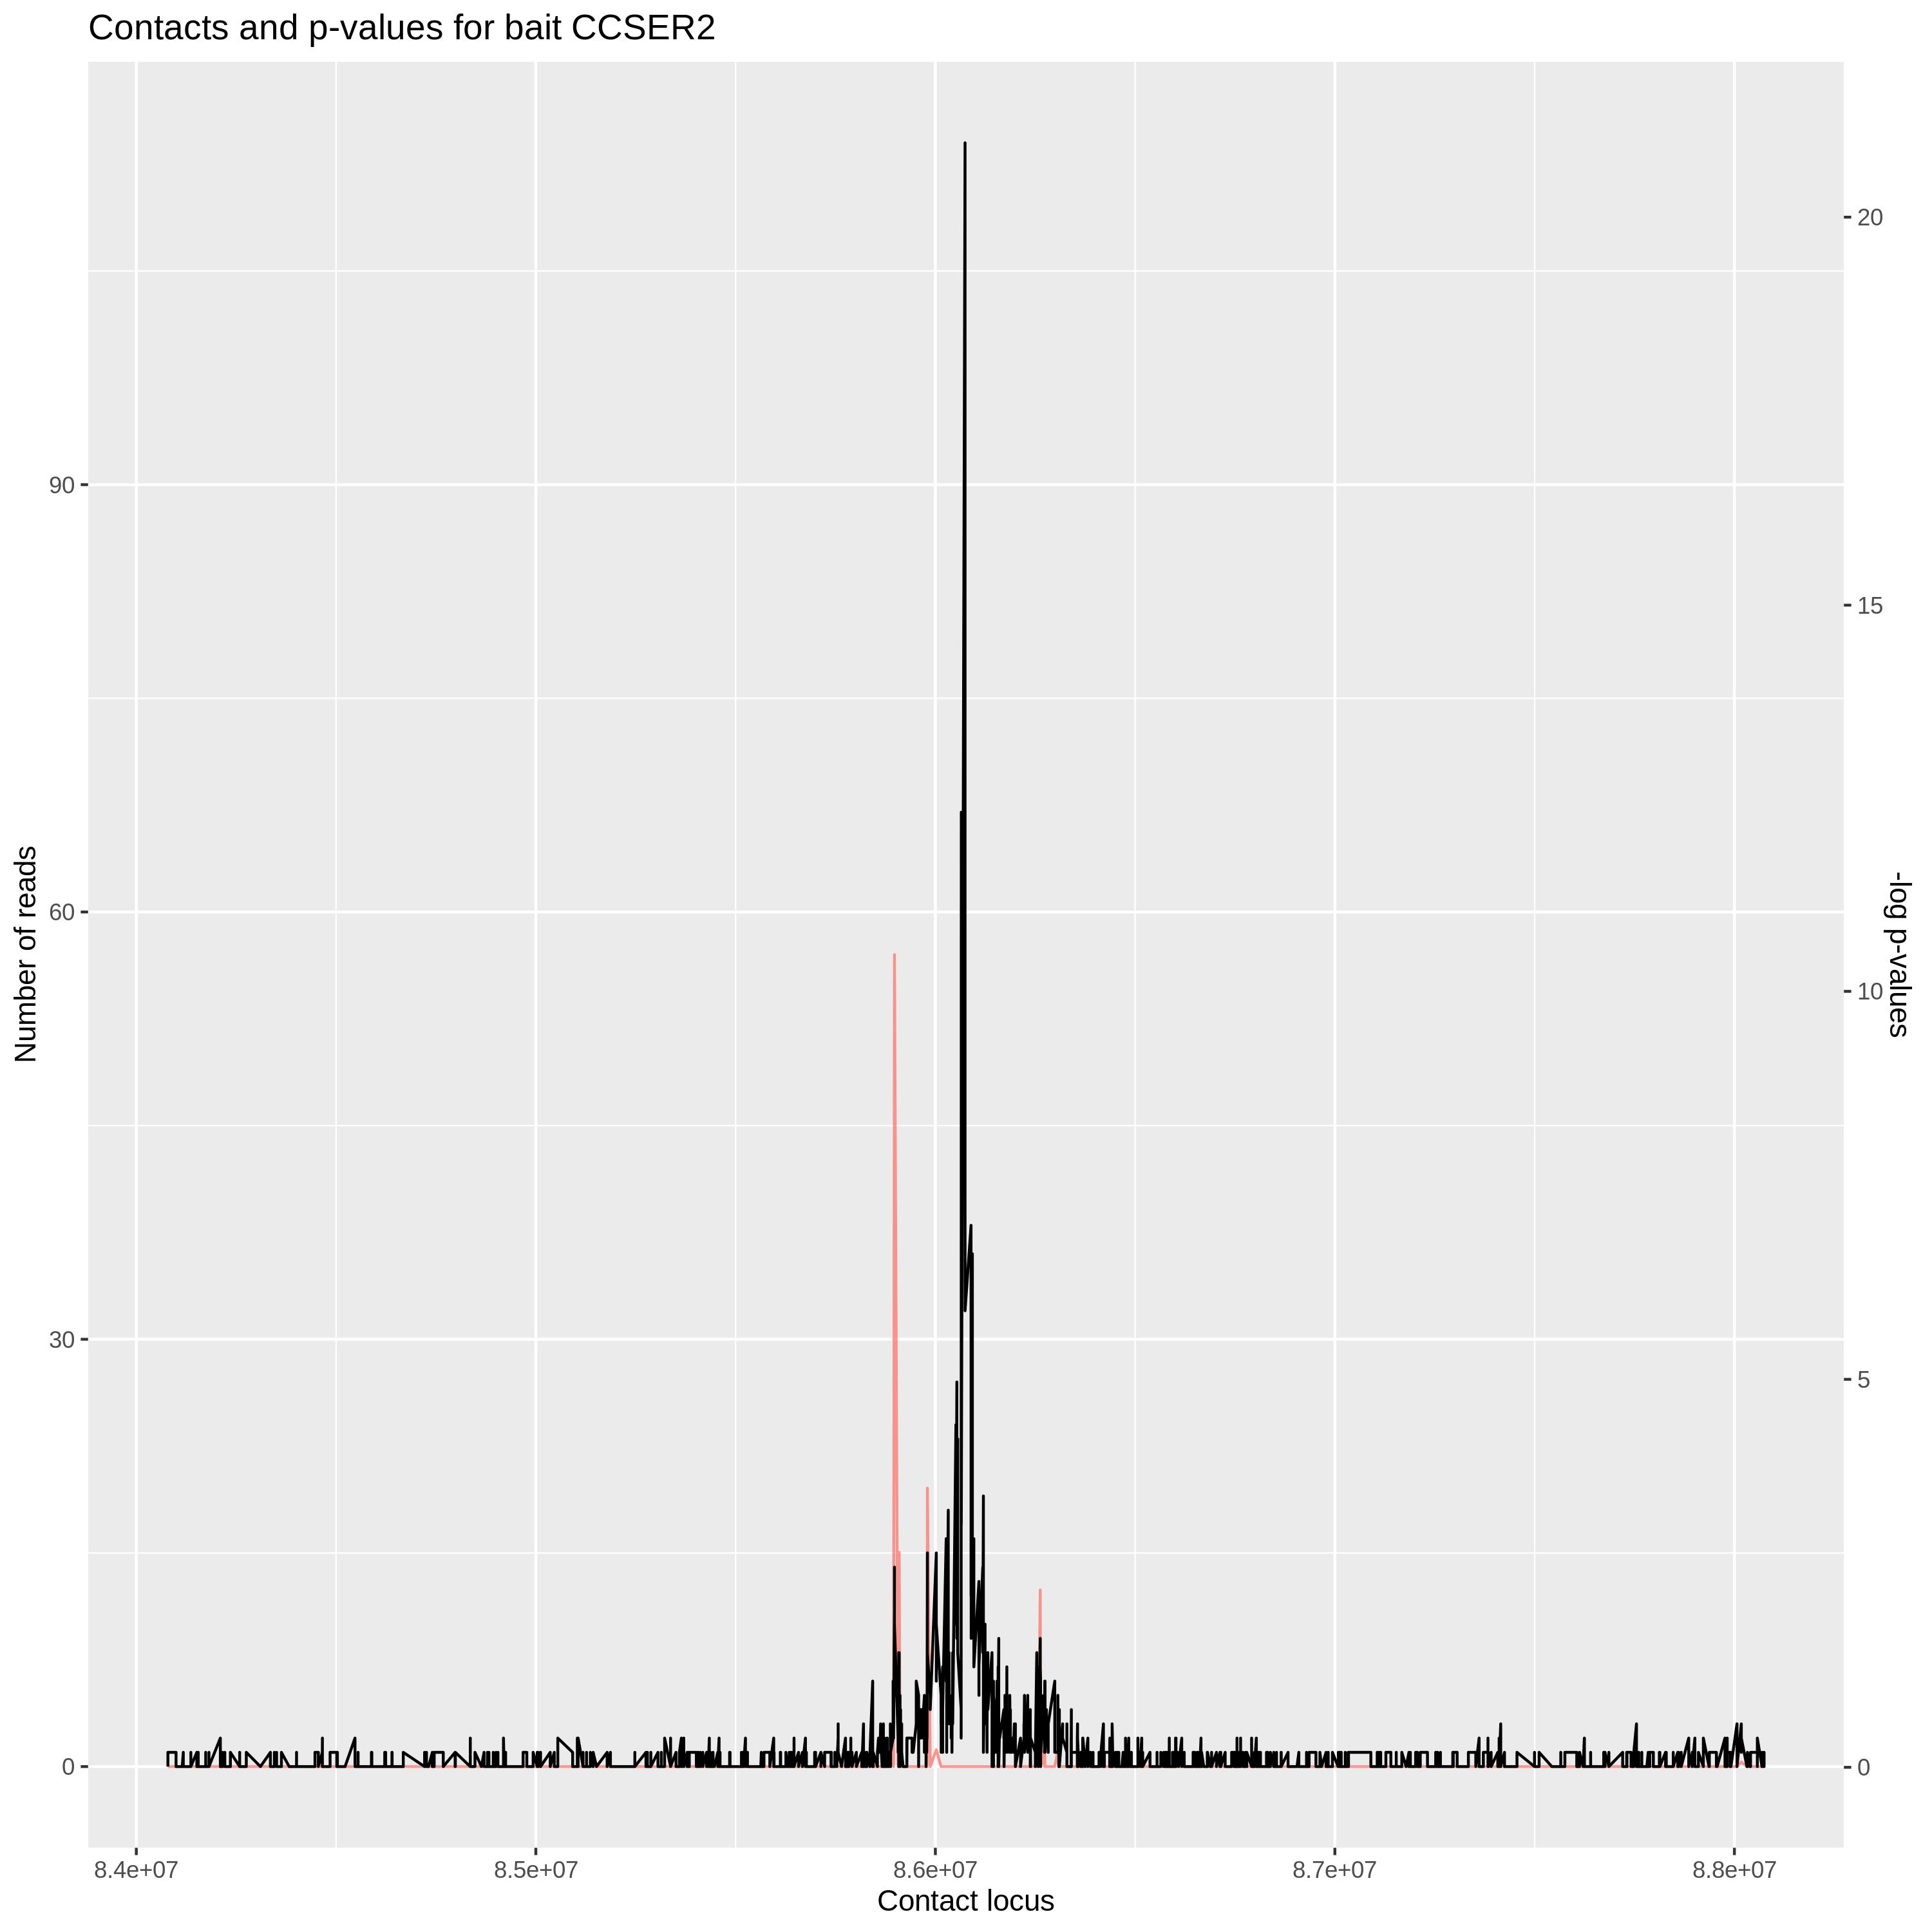 Contacts and p-values for bait CCSER2
90
60
30
0
Number of reads
20
15
10
5
0
-log p-values
8.4e+07 8.5e+07 8.6e+07 8.7e+07 8.8e+07
Contact locus